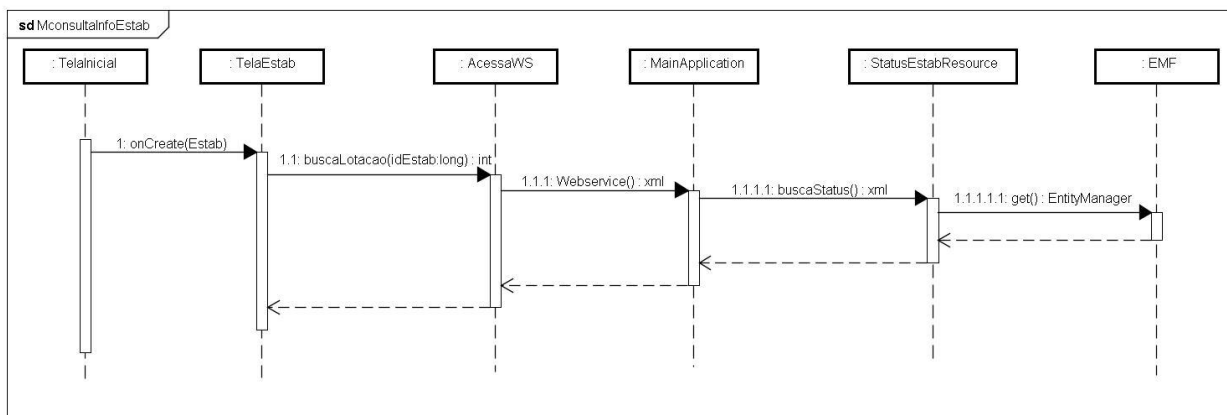 sd MconsultaInfoEstab
: TelaInicial
: TelaEstab
: AcessaWS
: MainApplication
: StatusEstabResource
: EMF
1: onCreate(Estab)
1.1: buscaLotacao(idEstab:long) : int
1.1.1: Webservice() : xml
1.1.1.1: buscaStatus() : xml
1.1.1.1.1: get() : EntityManager